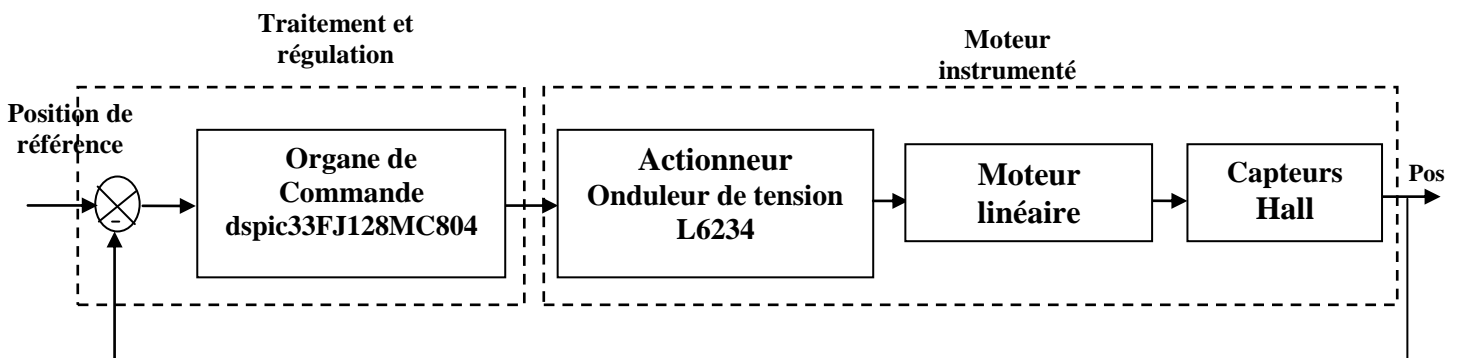 Traitement et
régulation
Moteur
instrumenté
Position de
référence
-
Organe de
Commande
dspic33FJ128MC804
Actionneur
Onduleur de tension
L6234
Moteur
linéaire
Capteurs
Hall
Pos